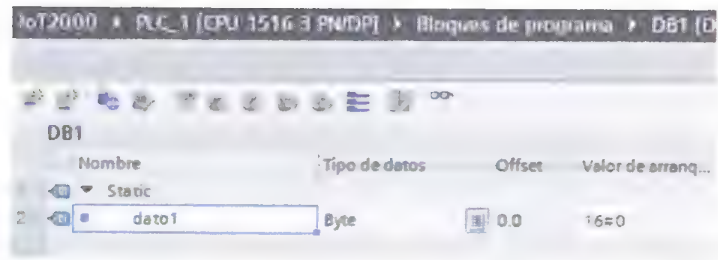 IoT2000 ▸ PLC_1 [CPU 1516-3 PN/DP] ▸ Bloques de programa ▸ DB1 [D
DB1
Nombre Tipo de datos Offset Valor de arranq...
1 Static
2 dato1 Byte 0.0 16#0